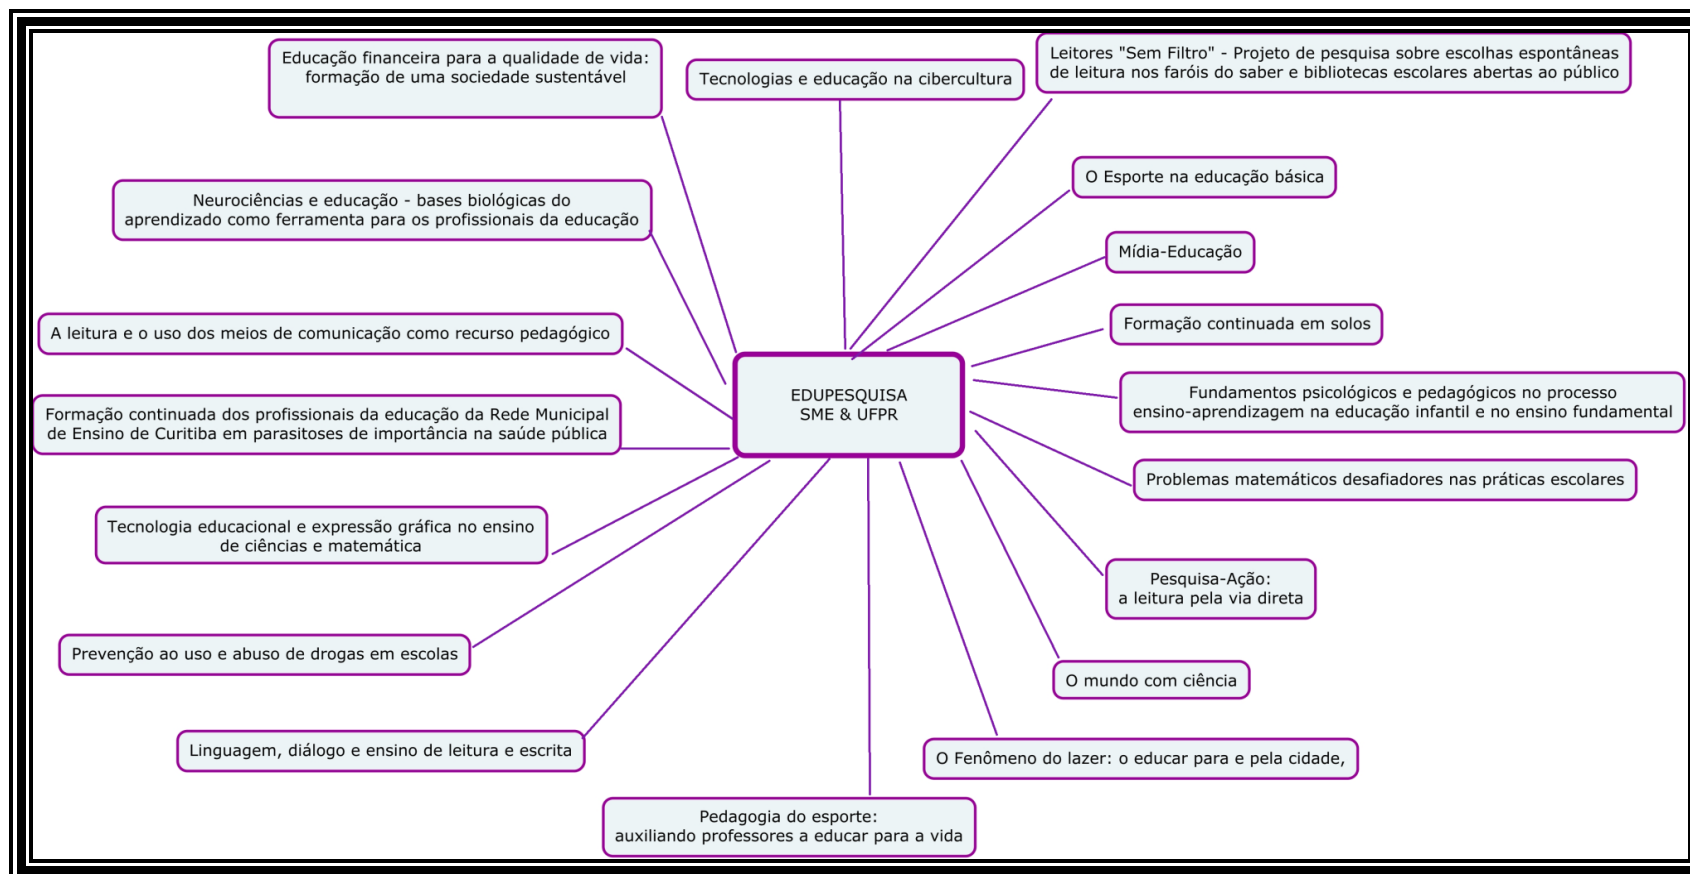 Educação financeira para a qualidade de vida:
formação de uma sociedade sustentável
Tecnologias e educação na cibercultura
Leitores "Sem Filtro" - Projeto de pesquisa sobre escolhas espontâneas
de leitura nos faróis do saber e bibliotecas escolares abertas ao público
O Esporte na educação básica
Neurociências e educação - bases biológicas do
aprendizado como ferramenta para os profissionais da educação
Mídia-Educação
A leitura e o uso dos meios de comunicação como recurso pedagógico
Formação continuada em solos
EDUPESQUISA
SME & UFPR
Fundamentos psicológicos e pedagógicos no processo
ensino-aprendizagem na educação infantil e no ensino fundamental
Formação continuada dos profissionais da educação da Rede Municipal
de Ensino de Curitiba em parasitoses de importância na saúde pública
Problemas matemáticos desafiadores nas práticas escolares
Tecnologia educacional e expressão gráfica no ensino
de ciências e matemática
Pesquisa-Ação:
a leitura pela via direta
Prevenção ao uso e abuso de drogas em escolas
O mundo com ciência
Linguagem, diálogo e ensino de leitura e escrita
O Fenômeno do lazer: o educar para e pela cidade,
Pedagogia do esporte:
auxiliando professores a educar para a vida